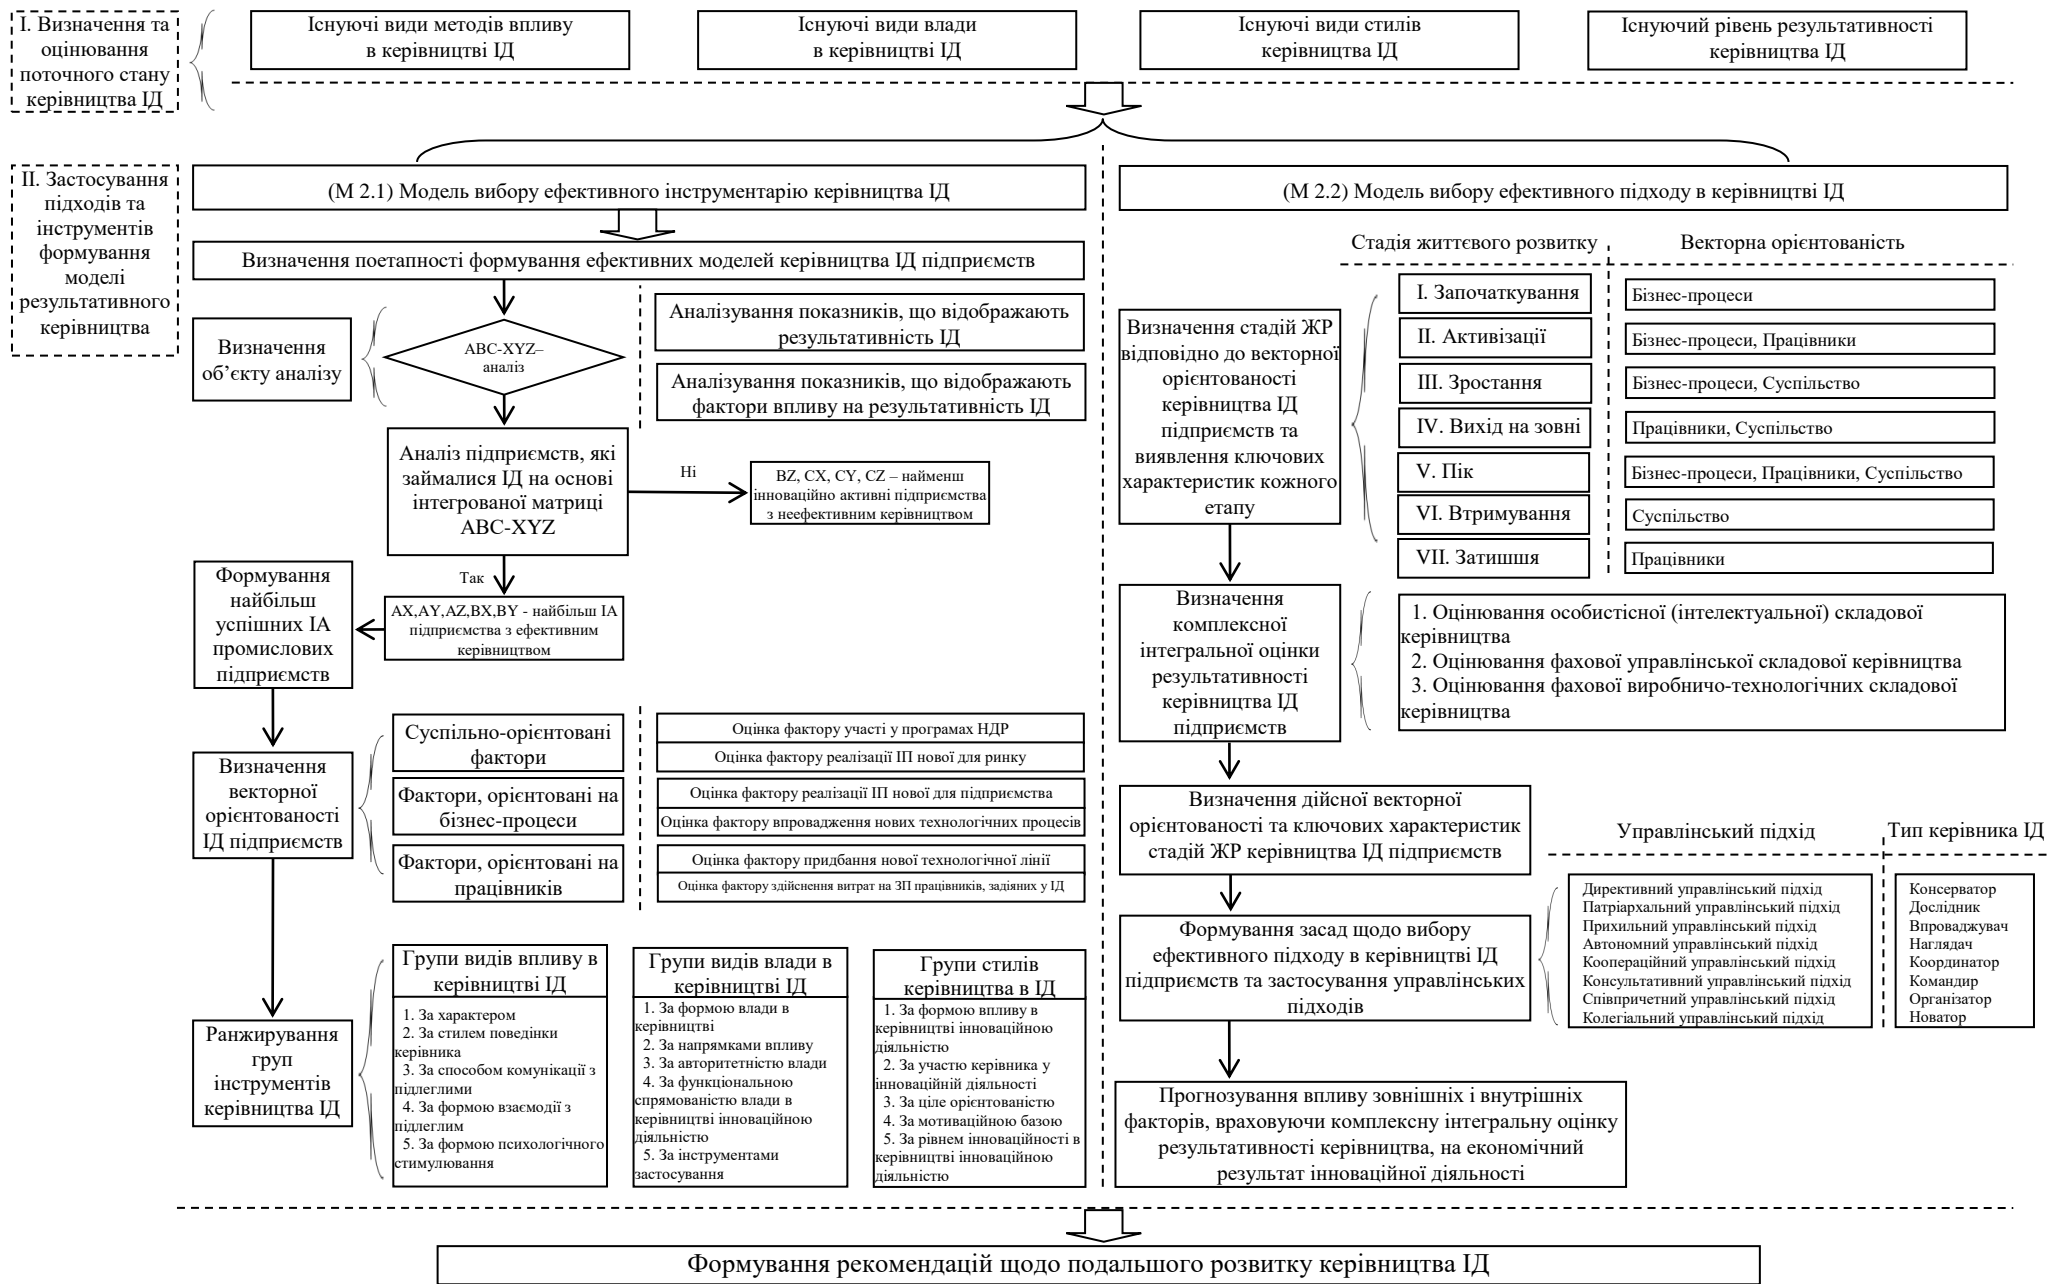 І. Визначення та
оцінювання
поточного стану
керівництва ІД
Існуючі види методів впливу
в керівництві ІД
Існуючі види влади
в керівництві ІД
Існуючі види стилів
керівництва ІД
Існуючий рівень результативності
керівництва ІД
ІІ. Застосування
підходів та
інструментів
формування
моделі
результативного
керівництва
(М 2.1) Модель вибору ефективного інструментарію керівництва ІД
Визначення поетапності формування ефективних моделей керівництва ІД підприємств
Визначення
об’єкту аналізу
ABC-XYZ–
аналіз
Аналізування показників, що відображають
результативність ІД
Аналізування показників, що відображають
фактори впливу на результативність ІД
Аналіз підприємств, які
займалися ІД на основі
інтегрованої матриці
ABC-XYZ
Ні
BZ, CX, CY, CZ – найменш
інноваційно активні підприємства
з неефективним керівництвом
Так
AX,AY,AZ,BX,BY - найбільш ІА
підприємства з ефективним
керівництвом
Формування
найбільш
успішних ІА
промислових
підприємств
Визначення
векторної
орієнтованості
ІД підприємств
Суспільно-орієнтовані
фактори
Фактори, орієнтовані на
бізнес-процеси
Фактори, орієнтовані на
працівників
Оцінка фактору участі у програмах НДР
Оцінка фактору реалізації ІП нової для ринку
Оцінка фактору реалізації ІП нової для підприємства
Оцінка фактору впровадження нових технологічних процесів
Оцінка фактору придбання нової технологічної лінії
Оцінка фактору здійснення витрат на ЗП працівників, задіяних у ІД
Ранжирування
груп
інструментів
керівництва ІД
Групи видів впливу в
керівництві ІД
1. За характером
2. За стилем поведінки
керівника
3. За способом комунікації з
підлеглими
4. За формою взаємодії з
підлеглим
5. За формою психологічного
стимулювання
Групи видів влади в
керівництві ІД
1. За формою влади в
керівництві
2. За напрямками впливу
3. За авторитетністю влади
4. За функціональною
спрямованістю влади в
керівництві інноваційною
діяльністю
5. За інструментами
застосування
Групи стилів
керівництва в ІД
1. За формою впливу в
керівництві інноваційною
діяльністю
2. За участю керівника у
інноваційній діяльності
3. За ціле орієнтованістю
4. За мотиваційною базою
5. За рівнем інноваційності в
керівництві інноваційною
діяльністю
(М 2.2) Модель вибору ефективного підходу в керівництві ІД
Стадія життєвого розвитку
Векторна орієнтованість
Визначення стадій ЖР
відповідно до векторної
орієнтованості
керівництва ІД
підприємств та
виявлення ключових
характеристик кожного
етапу
І. Започаткування
Бізнес-процеси
ІІ. Активізації
Бізнес-процеси, Працівники
ІІІ. Зростання
Бізнес-процеси, Суспільство
IV. Вихід на зовні
Працівники, Суспільство
V. Пік
Бізнес-процеси, Працівники, Суспільство
VI. Втримування
Суспільство
VII. Затишшя
Працівники
Визначення
комплексної
інтегральної оцінки
результативності
керівництва ІД
підприємств
1. Оцінювання особистісної (інтелектуальної) складової
керівництва
2. Оцінювання фахової управлінської складової керівництва
3. Оцінювання фахової виробничо-технологічних складової
керівництва
Визначення дійсної векторної
орієнтованості та ключових характеристик
стадій ЖР керівництва ІД підприємств
Управлінський підхід
Тип керівника ІД
Формування засад щодо вибору
ефективного підходу в керівництві ІД
підприємств та застосування управлінських
підходів
Директивний управлінський підхід
Патріархальний управлінський підхід
Прихильний управлінський підхід
Автономний управлінський підхід
Коопераційний управлінський підхід
Консультативний управлінський підхід
Співпричетний управлінський підхід
Колегіальний управлінський підхід
Консерватор
Дослідник
Впроваджувач
Наглядач
Координатор
Командир
Організатор
Новатор
Прогнозування впливу зовнішніх і внутрішніх
факторів, враховуючи комплексну інтегральну оцінку
результативності керівництва, на економічний
результат інноваційної діяльності
Формування рекомендацій щодо подальшого розвитку керівництва ІД